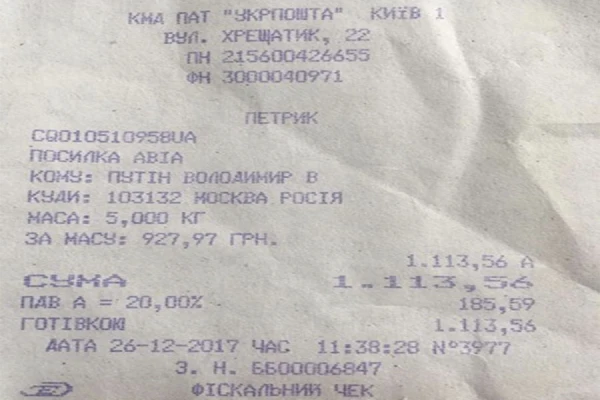 КМД ПАТ "УКРПОШТА" КИЇВ 1
ВУЛ. ХРЕЩАТИК, 22
ПН 215600426655
ФН 3000040971
ПЕТРИК
CQ010510958UA
ПОСИЛКА АВІА
КОМУ: ПУТІН ВОЛОДИМИР В
КУДИ: 103132 МОСКВА РОСІЯ
МАСА: 5,000 КГ
ЗА МАСУ: 927,97 ГРН.
1.113,56 А
СУМА 1.113,56
ПДВ А = 20,00% 185,59
ГОТІВКОЮ 1.113,56
ДАТА 26-12-2017 ЧАС 11:38:28 №3977
З. Н. ББ00006847
ФІСКАЛЬНИЙ ЧЕК